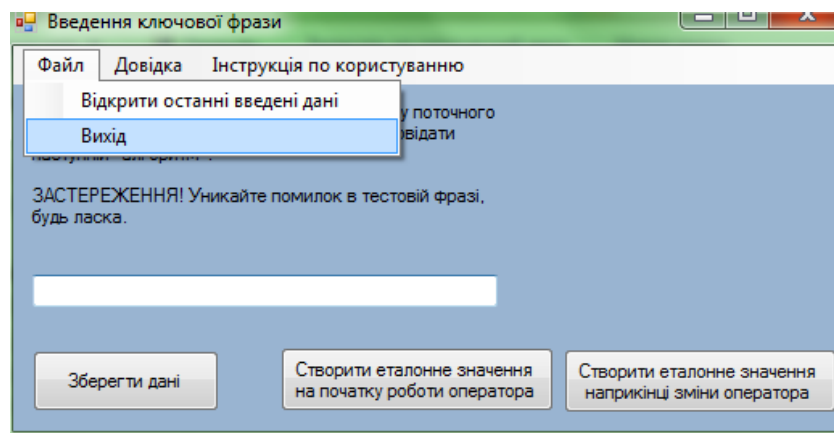 Введення ключової фрази
Файл Довідка Інструкція по користуванню
Відкрити останні введені дані
у поточного
Вихід
ЗАСТЕРЕЖЕННЯ! Уникайте помилок в тестовій фразі,
будь ласка.
Зберегти дані
Створити еталонне значення
на початку роботи оператора
Створити еталонне значення
наприкінці зміни оператора